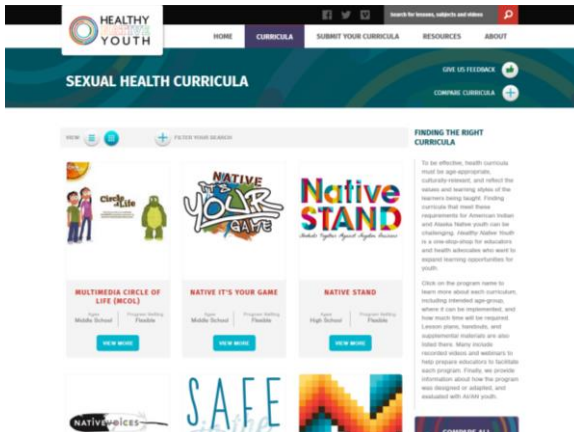 HEALTHY
NATIVE
YOUTH
Search for lessons, subjects and videos
HOME
CURRICULA
SUBMIT YOUR CURRICULA
RESOURCES
ABOUT
SEXUAL HEALTH CURRICULA
GIVE US FEEDBACK
COMPARE CURRICULA
VIEW
FILTER YOUR SEARCH
Circle of Life
NATIVE
IT'S
YOUR
GAME
Native
STAND
MULTIMEDIA CIRCLE OF
LIFE (MCOL)
Ages
Middle School
Program Setting
Flexible
VIEW MORE
NATIVE IT'S YOUR GAME
Ages
Middle School
Program Setting
Flexible
VIEW MORE
NATIVE STAND
Ages
High School
Program Setting
Flexible
VIEW MORE
NATIVE VOICES
SAFE
in the
FINDING THE RIGHT
CURRICULA
To be effective, health curricula
must be age-appropriate,
culturally-relevant, and reflect the
values and learning styles of the
learners being taught. Finding
curricula that meet these
requirements for American Indian
and Alaska Native youth can be
challenging. Healthy Native Youth
is a one-stop-shop for educators
and health advocates who want to
expand learning opportunities for
youth.
Click on the program name to
learn more about each curriculum,
including intended age-group,
where it can be implemented, and
how much time will be required.
Lesson plans, handouts, and
supplemental materials are also
listed there. Many include
recorded videos and webinars to
help prepare educators to facilitate
each program. Finally, we provide
information about how the program
was designed or adapted, and
evaluated with AI/AN youth.
COMPARE ALL